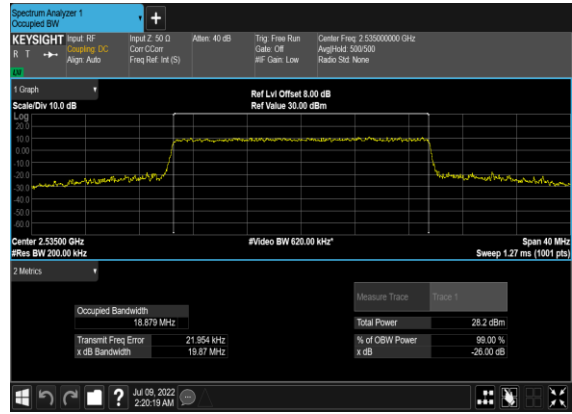 Spectrum Analyzer 1
Occupied BW
+
KEYSIGHT Input: RF Input Z: 50 Ω Atten: 40 dB Trig: Free Run Center Freq: 2.535000000 GHz
R T Coupling: DC Corr CCorr Gate: Off Avg|Hold: 500/500
Align: Auto Freq Ref: Int (S) #IF Gain: Low Radio Std: None
1 Graph
Scale/Div 10.0 dB Ref Lvl Offset 8.00 dB
Ref Value 30.00 dBm
Log
20.0
10.0
0.00
-10.0
-20.0
-30.0
-40.0
-50.0
-60.0
Center 2.53500 GHz #Video BW 620.00 kHz* Span 40 MHz
#Res BW 200.00 kHz Sweep 1.27 ms (1001 pts)
2 Metrics
Measure Trace Trace 1
Occupied Bandwidth
18.879 MHz Total Power 28.2 dBm
Transmit Freq Error 21.954 kHz % of OBW Power 99.00 %
x dB Bandwidth 19.87 MHz x dB -26.00 dB
? Jul 09, 2022
2:20:19 AM